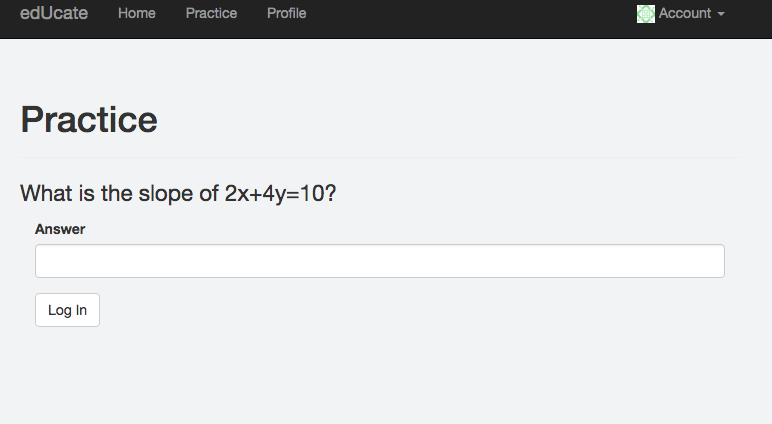 edUcate Home Practice Profile Account
Practice
What is the slope of 2x+4y=10?
Answer
Log In